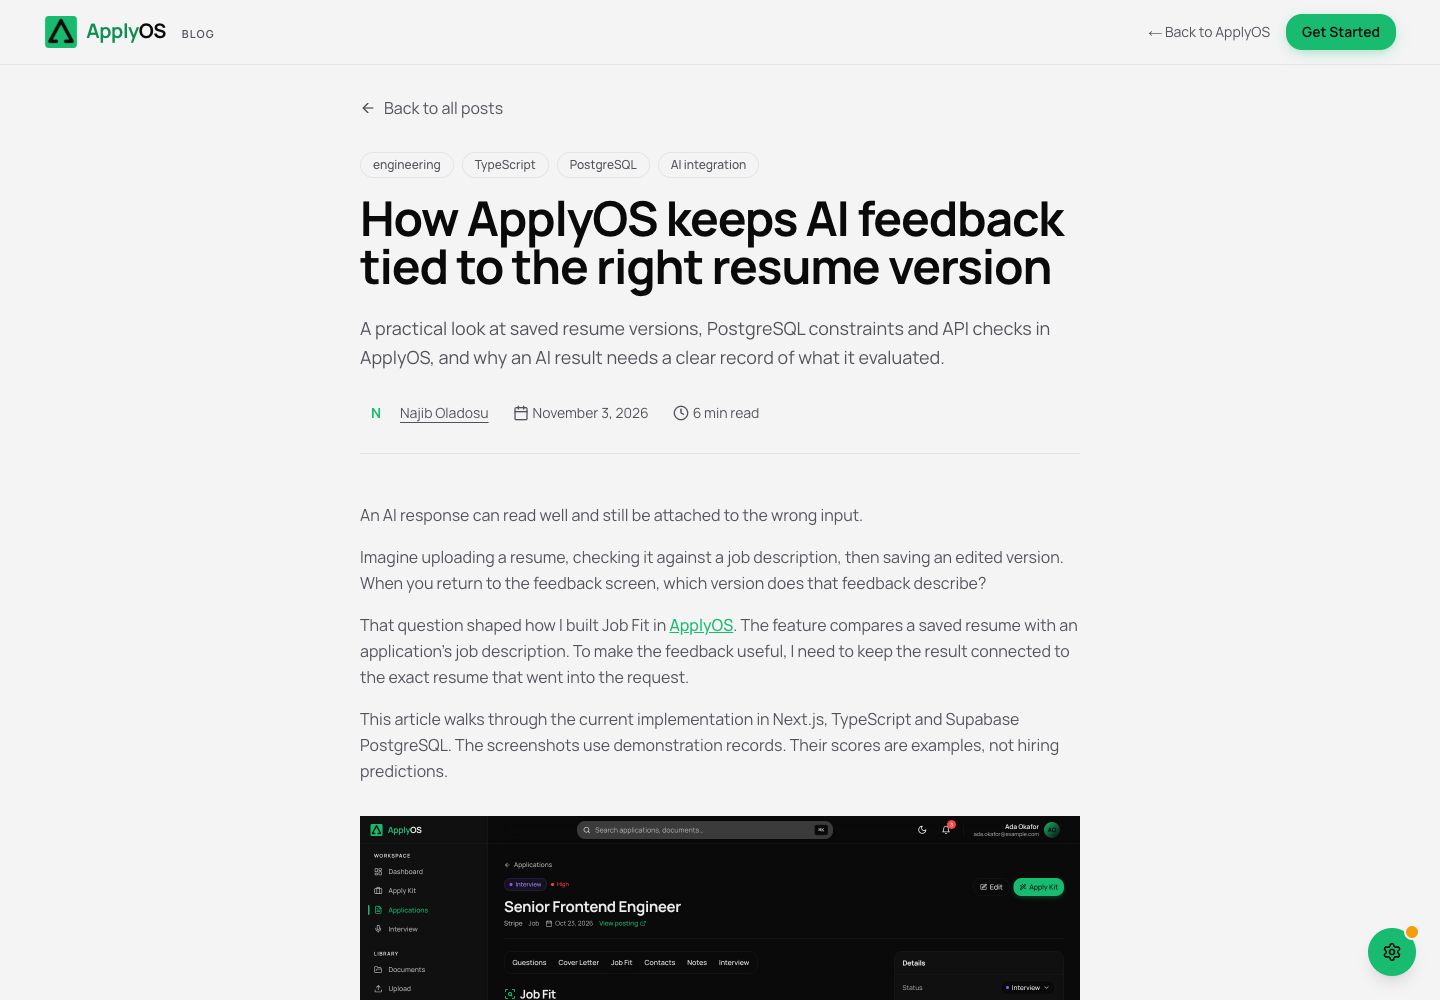 ApplyOS BLOG
← Back to ApplyOS
Get Started
← Back to all posts
engineering
TypeScript
PostgreSQL
AI integration
How ApplyOS keeps AI feedback
tied to the right resume version
A practical look at saved resume versions, PostgreSQL constraints and API checks in
ApplyOS, and why an AI result needs a clear record of what it evaluated.
N Najib Oladosu November 3, 2026 6 min read
An AI response can read well and still be attached to the wrong input.
Imagine uploading a resume, checking it against a job description, then saving an edited version.
When you return to the feedback screen, which version does that feedback describe?
That question shaped how I built Job Fit in ApplyOS. The feature compares a saved resume with an
application's job description. To make the feedback useful, I need to keep the result connected to
the exact resume that went into the request.
This article walks through the current implementation in Next.js, TypeScript and Supabase
PostgreSQL. The screenshots use demonstration records. Their scores are examples, not hiring
predictions.
ApplyOS
Search applications, documents...
Ada Okafor
ada.okafor@example.com
WORKSPACE
Dashboard
Apply Kit
Applications
Interview
LIBRARY
Documents
Upload
← Applications
Interview High
Edit
Apply Kit
Senior Frontend Engineer
Stripe Job Oct 23, 2026 View posting
Questions Cover Letter Job Fit Contacts Notes Interview
Job Fit
Details
Status Interview